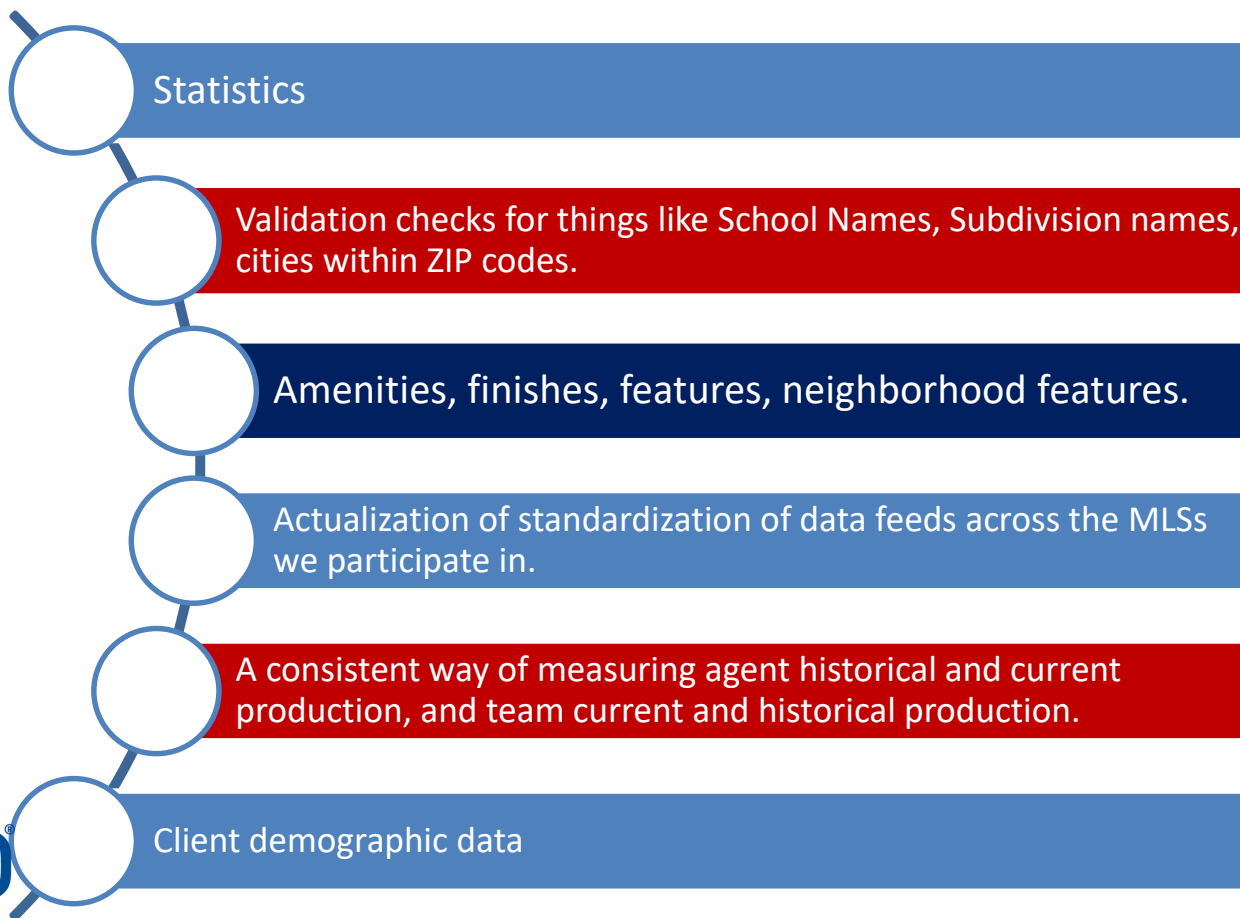 Statistics
Validation checks for things like School Names, Subdivision names,
cities within ZIP codes.
Amenities, finishes, features, neighborhood features.
Actualization of standardization of data feeds across the MLSs
we participate in.
A consistent way of measuring agent historical and current
production, and team current and historical production.
Client demographic data
®